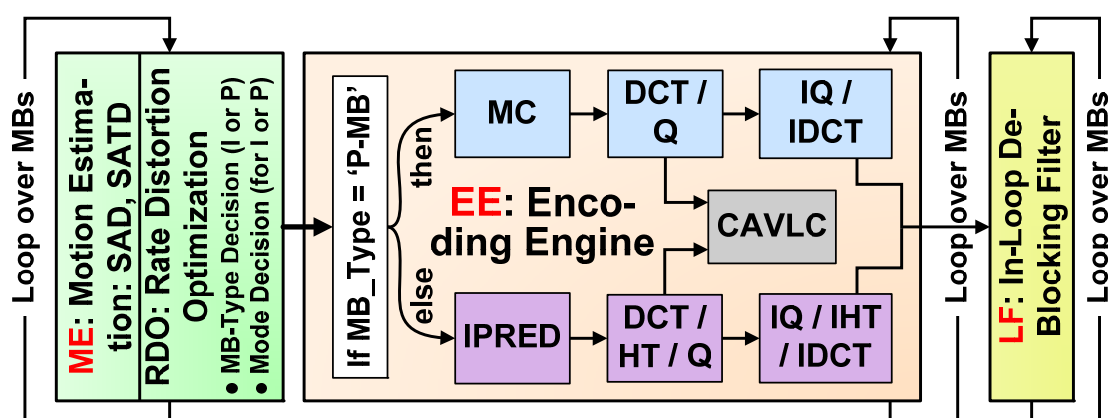 Loop over MBs
ME: Motion Estima-
tion: SAD, SATD
RDO: Rate Distortion
Optimization
● MB-Type Decision (I or P)
● Mode Decision (for I or P)
If MB_Type = ‘P-MB’
then
else
MC
DCT /
Q
IQ /
IDCT
EE: Enco-
ding Engine
CAVLC
IPRED
DCT /
HT / Q
IQ / IHT
/ IDCT
Loop over MBs
LF: In-Loop De-
Blocking Filter
Loop over MBs